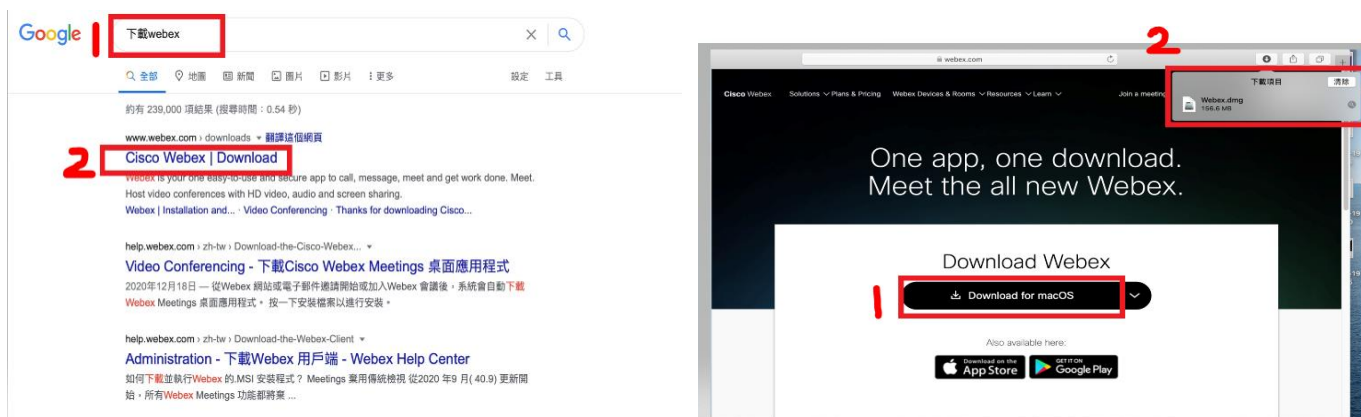 Google
1
下載webex
全部 地圖 新聞 圖片 影片 更多 設定 工具
約有 239,000 項結果 (搜尋時間：0.54 秒)
www.webex.com › downloads 翻譯這個網頁
2
Cisco Webex | Download
Webex is your one easy-to-use and secure app to call, message, meet and get work done. Meet.
Host video conferences with HD video, audio and screen sharing.
Webex | Installation and... · Video Conferencing · Thanks for downloading Cisco...
help.webex.com › zh-tw › Download-the-Cisco-Webex...
Video Conferencing - 下載Cisco Webex Meetings 桌面應用程式
2020年12月18日 — 從Webex 網站或電子郵件邀請開始或加入Webex 會議後，系統會自動下載
Webex Meetings 桌面應用程式。 按一下安裝檔案以進行安裝。
help.webex.com › zh-tw › Download-the-Webex-Client
Administration - 下載Webex 用戶端 - Webex Help Center
如何下載並執行Webex 的.MSI 安裝程式？ Meetings 棄用傳統檢視 從2020 年9 月( 40.9) 更新開
始，所有Webex Meetings 功能都將棄 ...
2
webex.com
下載項目 清除
Webex.dmg
156.6 MB
Cisco Webex Solutions Plans & Pricing Webex Devices & Rooms Resources Learn Join a meeting
One app, one download.
Meet the all new Webex.
Download Webex
1
Download for macOS
Also available here:
Download on the App Store
GET IT ON Google Play